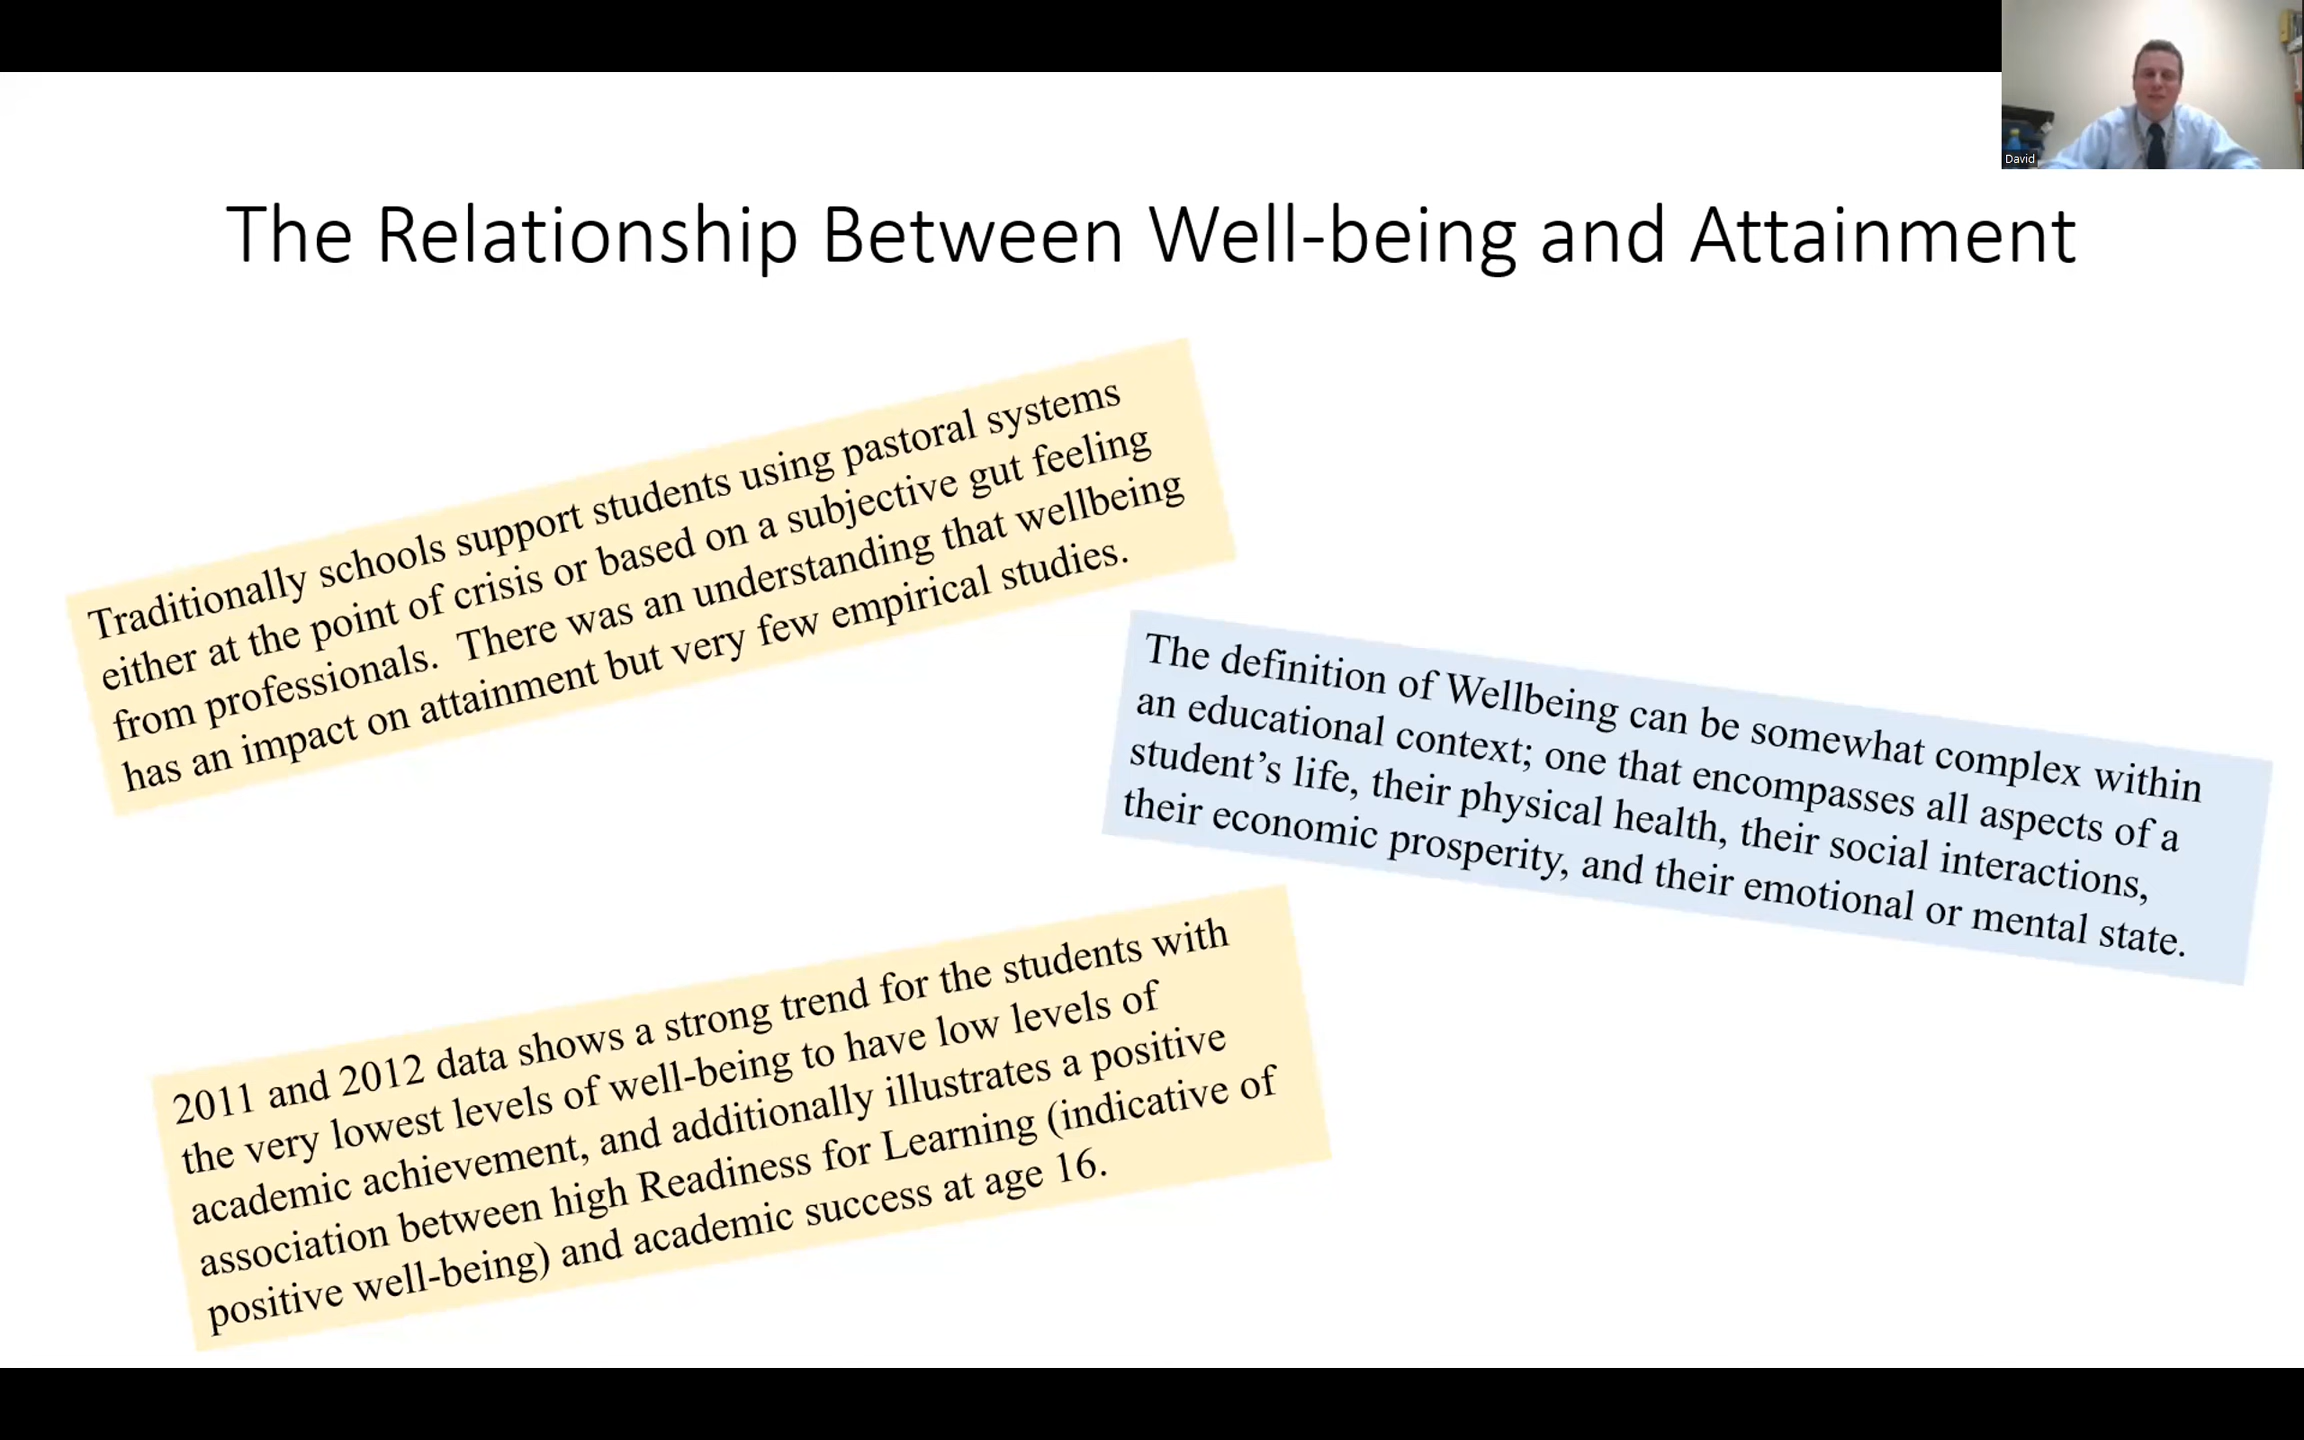 David
The Relationship Between Well-being and Attainment
Traditionally schools support students using pastoral systems
either at the point of crisis or based on a subjective gut feeling
from professionals.  There was an understanding that wellbeing
has an impact on attainment but very few empirical studies.
The definition of Wellbeing can be somewhat complex within
an educational context; one that encompasses all aspects of a
student’s life, their physical health, their social interactions,
their economic prosperity, and their emotional or mental state.
2011 and 2012 data shows a strong trend for the students with
the very lowest levels of well-being to have low levels of
academic achievement, and additionally illustrates a positive
association between high Readiness for Learning (indicative of
positive well-being) and academic success at age 16.